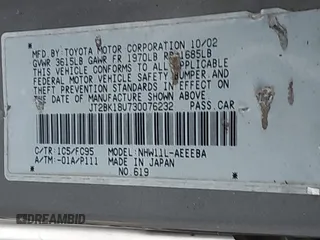 MFD. BY TOYOTA MOTOR CORPORATION 10/02
GVWR 3615LB GAWR FR 1970LB RR 1685LB
THIS VEHICLE CONFORMS TO ALL APPLICABLE
FEDERAL MOTOR VEHICLE SAFETY, BUMPER, AND
THEFT PREVENTION STANDARDS IN EFFECT ON
THE DATE OF MANUFACTURE SHOWN ABOVE.
JT2BK18U730076232 PASS.CAR
C/TR:1C5/FC95 MODEL:NHW11L-AEEEBA
A/TM:-01A/P111 MADE IN JAPAN
NO.619
DREAMBID